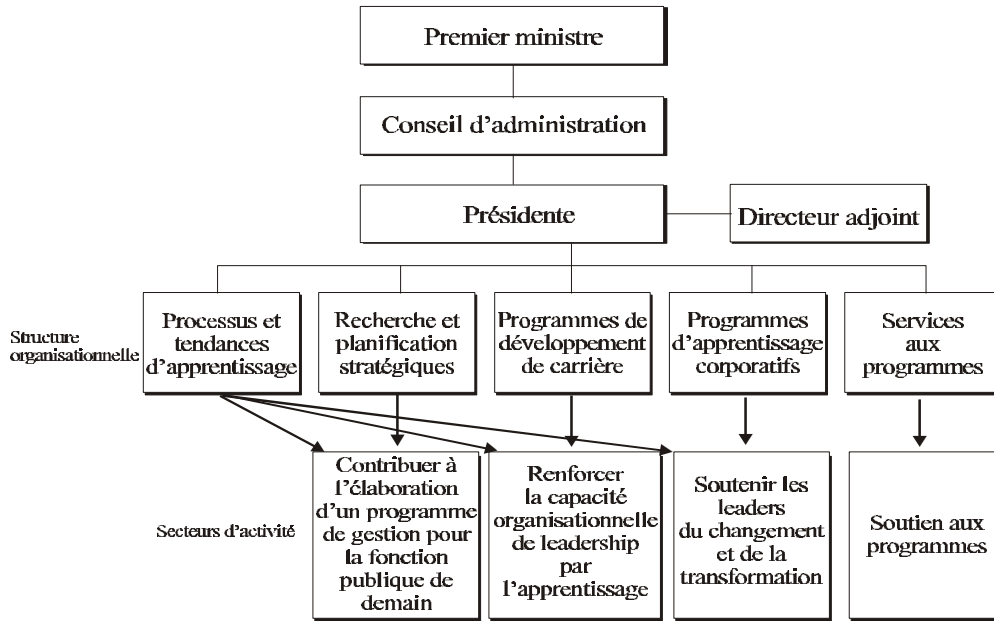 Premier ministre
Conseil d'administration
Présidente
Directeur adjoint
Structure
organisationnelle
Processus et
tendances
d'apprentissage
Recherche et
planification
stratégiques
Programmes de
développement
de carrière
Programmes
d'apprentissage
corporatifs
Services
aux
programmes
Secteurs d'activité
Contribuer à
l'élaboration
d'un programme
de gestion pour
la fonction
publique de
demain
Renforcer
la capacité
organisationnelle
de leadership
par
l'apprentissage
Soutenir les
leaders
du changement
et de la
transformation
Soutien aux
programmes